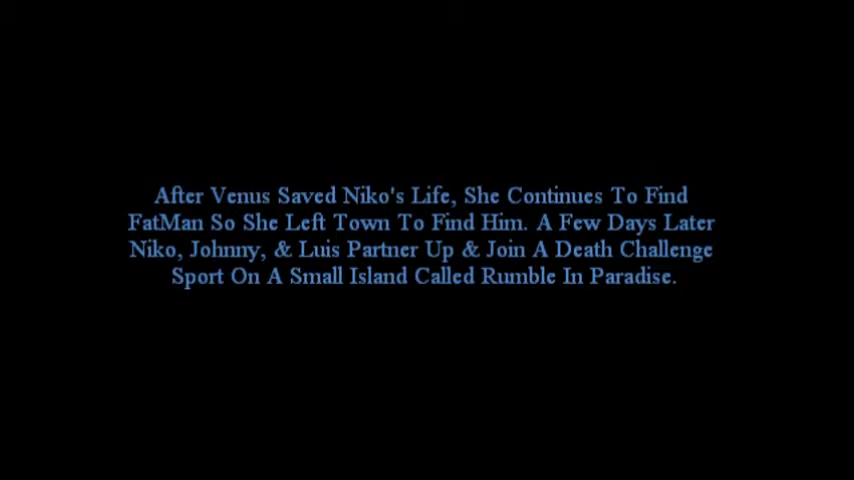 After Venus Saved Niko's Life, She Continues To Find
FatMan So She Left Town To Find Him. A Few Days Later
Niko, Johnny, & Luis Partner Up & Join A Death Challenge
Sport On A Small Island Called Rumble In Paradise.